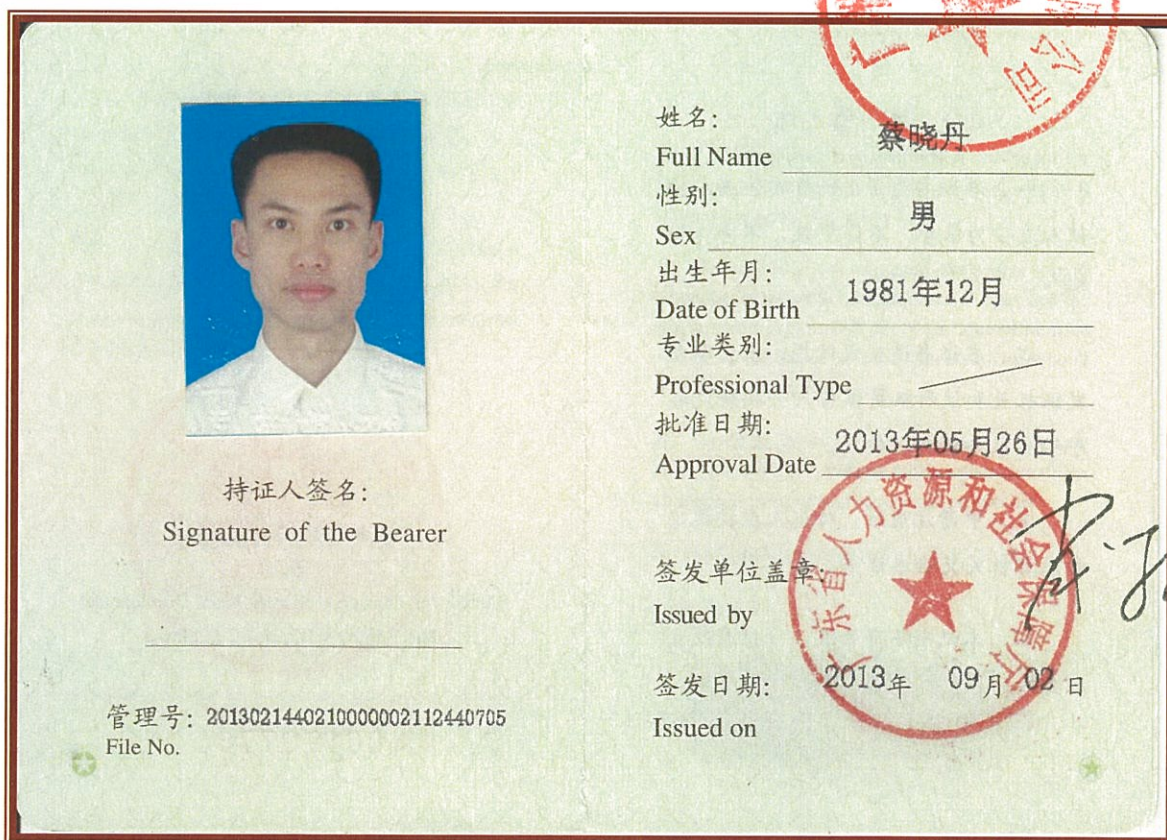 持证人签名:
Signature of the Bearer
管理号: 2013021440210000002112440705
File No.
公司
姓名: 蔡晓丹
Full Name
性别: 男
Sex
出生年月: 1981年12月
Date of Birth
专业类别:
Professional Type
批准日期: 2013年05月26日
Approval Date
广东省人力资源和社会保障厅
签发单位盖章:
Issued by
签发日期: 2013年 09月 02日
Issued on